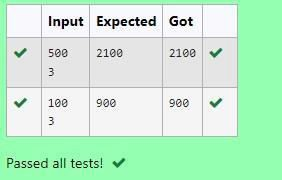 Input Expected Got
500 2100 2100
3
100 900 900
3
Passed all tests!